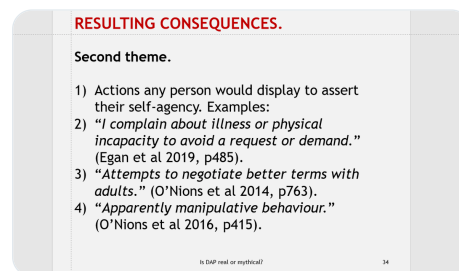 RESULTING CONSEQUENCES.
Second theme.
1) Actions any person would display to assert
their self-agency. Examples:
2) “I complain about illness or physical
incapacity to avoid a request or demand.”
(Egan et al 2019, p485).
3) “Attempts to negotiate better terms with
adults.” (O’Nions et al 2014, p763).
4) “Apparently manipulative behaviour.”
(O’Nions et al 2016, p415).
Is DAP real or mythical?
34